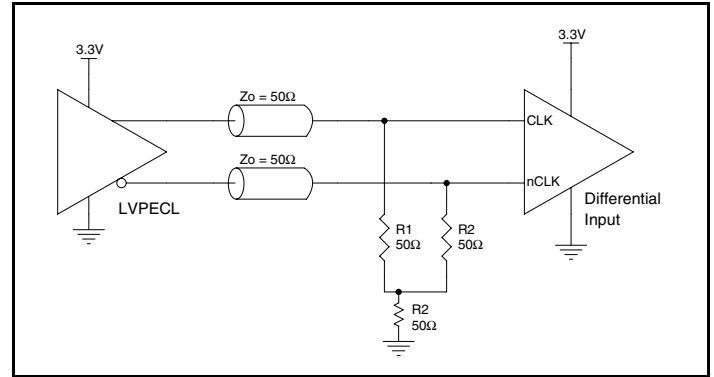 3.3V
3.3V
Zo = 50Ω
CLK
Zo = 50Ω
nCLK
LVPECL
Differential
Input
R1
50Ω
R2
50Ω
R2
50Ω